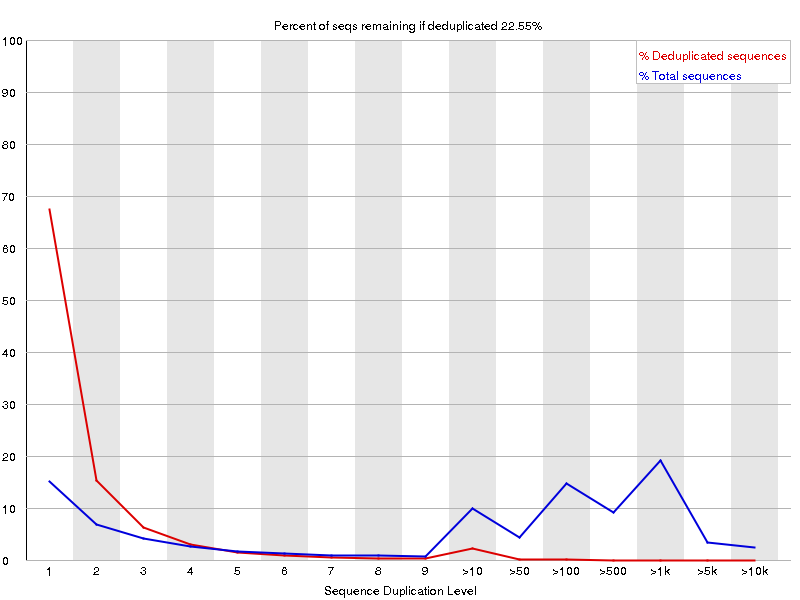 Percent of seqs remaining if deduplicated 22.55%
% Deduplicated sequences
% Total sequences
100
90
80
70
60
50
40
30
20
10
0
1 2 3 4 5 6 7 8 9 >10 >50 >100 >500 >1k >5k >10k
Sequence Duplication Level